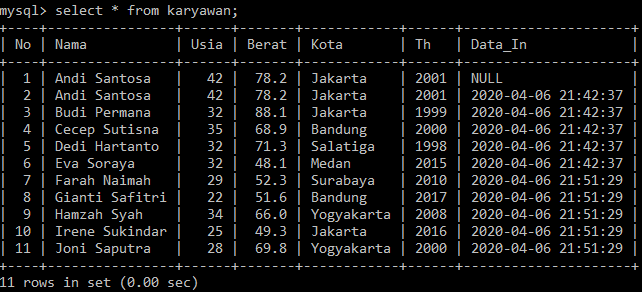 mysql> select * from karyawan;
+----+----------------+------+-------+------------+------+---------------------+
| No | Nama           | Usia | Berat | Kota       | Th   | Data_In             |
+----+----------------+------+-------+------------+------+---------------------+
|  1 | Andi Santosa   |   42 |  78.2 | Jakarta    | 2001 | NULL                |
|  2 | Andi Santosa   |   42 |  78.2 | Jakarta    | 2001 | 2020-04-06 21:42:37 |
|  3 | Budi Permana   |   32 |  88.1 | Jakarta    | 1999 | 2020-04-06 21:42:37 |
|  4 | Cecep Sutisna  |   35 |  68.9 | Bandung    | 2000 | 2020-04-06 21:42:37 |
|  5 | Dedi Hartanto  |   32 |  71.3 | Salatiga   | 1998 | 2020-04-06 21:42:37 |
|  6 | Eva Soraya     |   32 |  48.1 | Medan      | 2015 | 2020-04-06 21:42:37 |
|  7 | Farah Naimah   |   29 |  52.3 | Surabaya   | 2010 | 2020-04-06 21:51:29 |
|  8 | Gianti Safitri |   22 |  51.6 | Bandung    | 2017 | 2020-04-06 21:51:29 |
|  9 | Hamzah Syah    |   34 |  66.0 | Yogyakarta | 2008 | 2020-04-06 21:51:29 |
| 10 | Irene Sukindar |   25 |  49.3 | Jakarta    | 2016 | 2020-04-06 21:51:29 |
| 11 | Joni Saputra   |   28 |  69.8 | Yogyakarta | 2000 | 2020-04-06 21:51:29 |
+----+----------------+------+-------+------------+------+---------------------+
11 rows in set (0.00 sec)